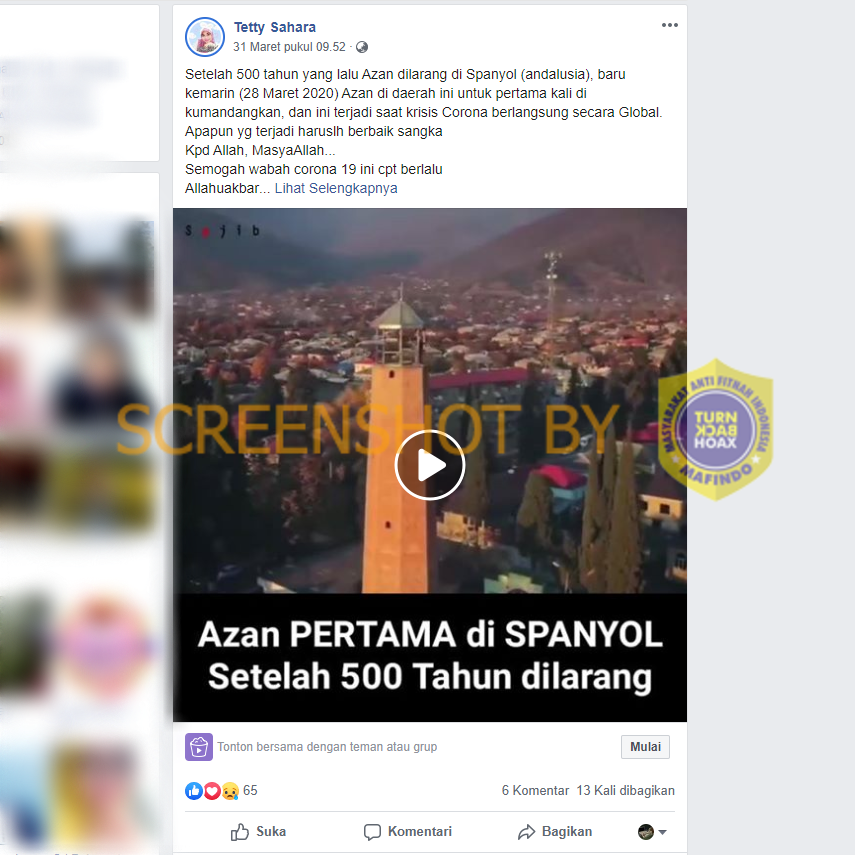 Tetty Sahara
31 Maret pukul 09.52 ·
Setelah 500 tahun yang lalu Azan dilarang di Spanyol (andalusia), baru
kemarin (28 Maret 2020) Azan di daerah ini untuk pertama kali di
kumandangkan, dan ini terjadi saat krisis Corona berlangsung secara Global.
Apapun yg terjadi haruslh berbaik sangka
Kpd Allah, MasyaAllah...
Semogah wabah corona 19 ini cpt berlalu
Allahuakbar... Lihat Selengkapnya
Sajib
SCREENSHOT BY
MASYARAKAT ANTI FITNAH INDONESIA
TURN
BACK
HOAX
MAFINDO
Azan PERTAMA di SPANYOL
Setelah 500 Tahun dilarang
Tonton bersama dengan teman atau grup
Mulai
65
6 Komentar 13 Kali dibagikan
Suka Komentari Bagikan